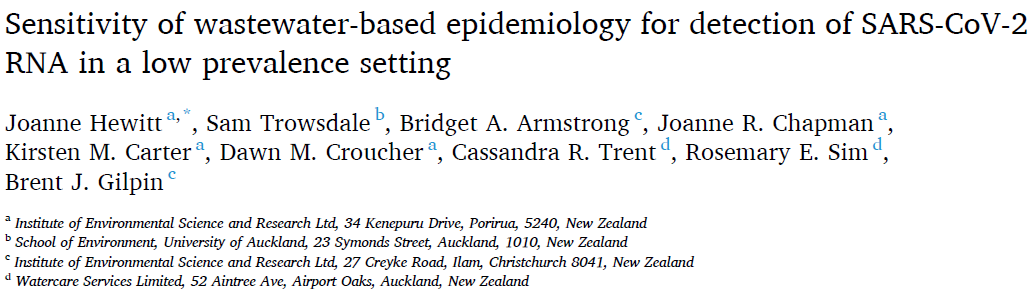 Sensitivity of wastewater-based epidemiology for detection of SARS-CoV-2
RNA in a low prevalence setting
Joanne Hewitt a,*, Sam Trowsdale b, Bridget A. Armstrong c, Joanne R. Chapman a,
Kirsten M. Carter a, Dawn M. Croucher a, Cassandra R. Trent d, Rosemary E. Sim d,
Brent J. Gilpin c
a Institute of Environmental Science and Research Ltd, 34 Kenepuru Drive, Porirua, 5240, New Zealand
b School of Environment, University of Auckland, 23 Symonds Street, Auckland, 1010, New Zealand
c Institute of Environmental Science and Research Ltd, 27 Creyke Road, Ilam, Christchurch 8041, New Zealand
d Watercare Services Limited, 52 Aintree Ave, Airport Oaks, Auckland, New Zealand